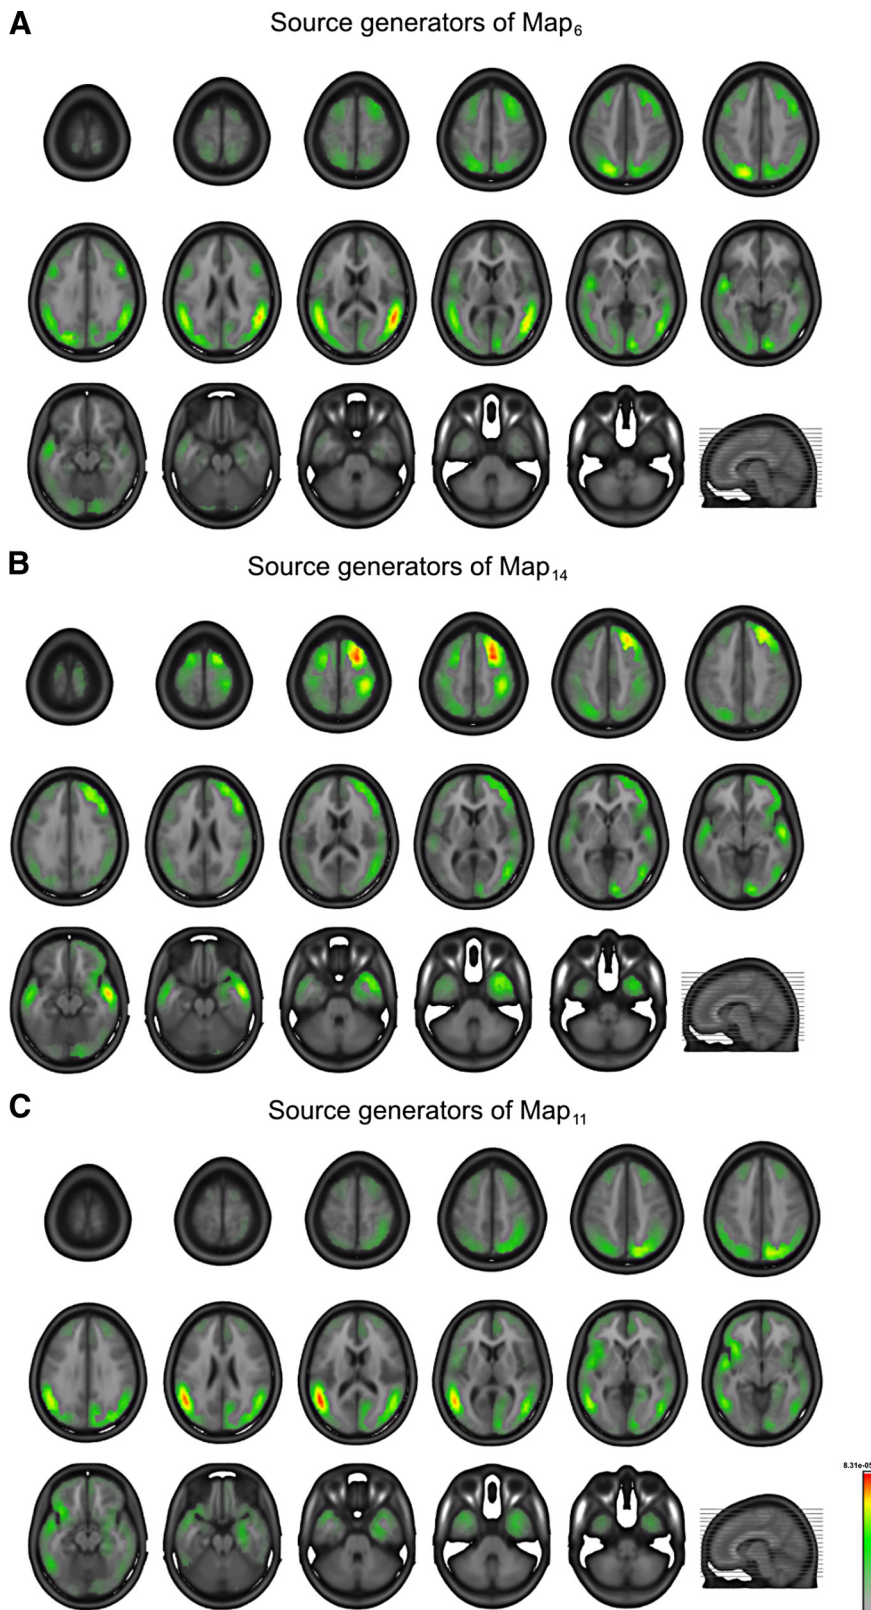 A
Source generators of Map₆
B
Source generators of Map₁₄
C
Source generators of Map₁₁
8.31e-05